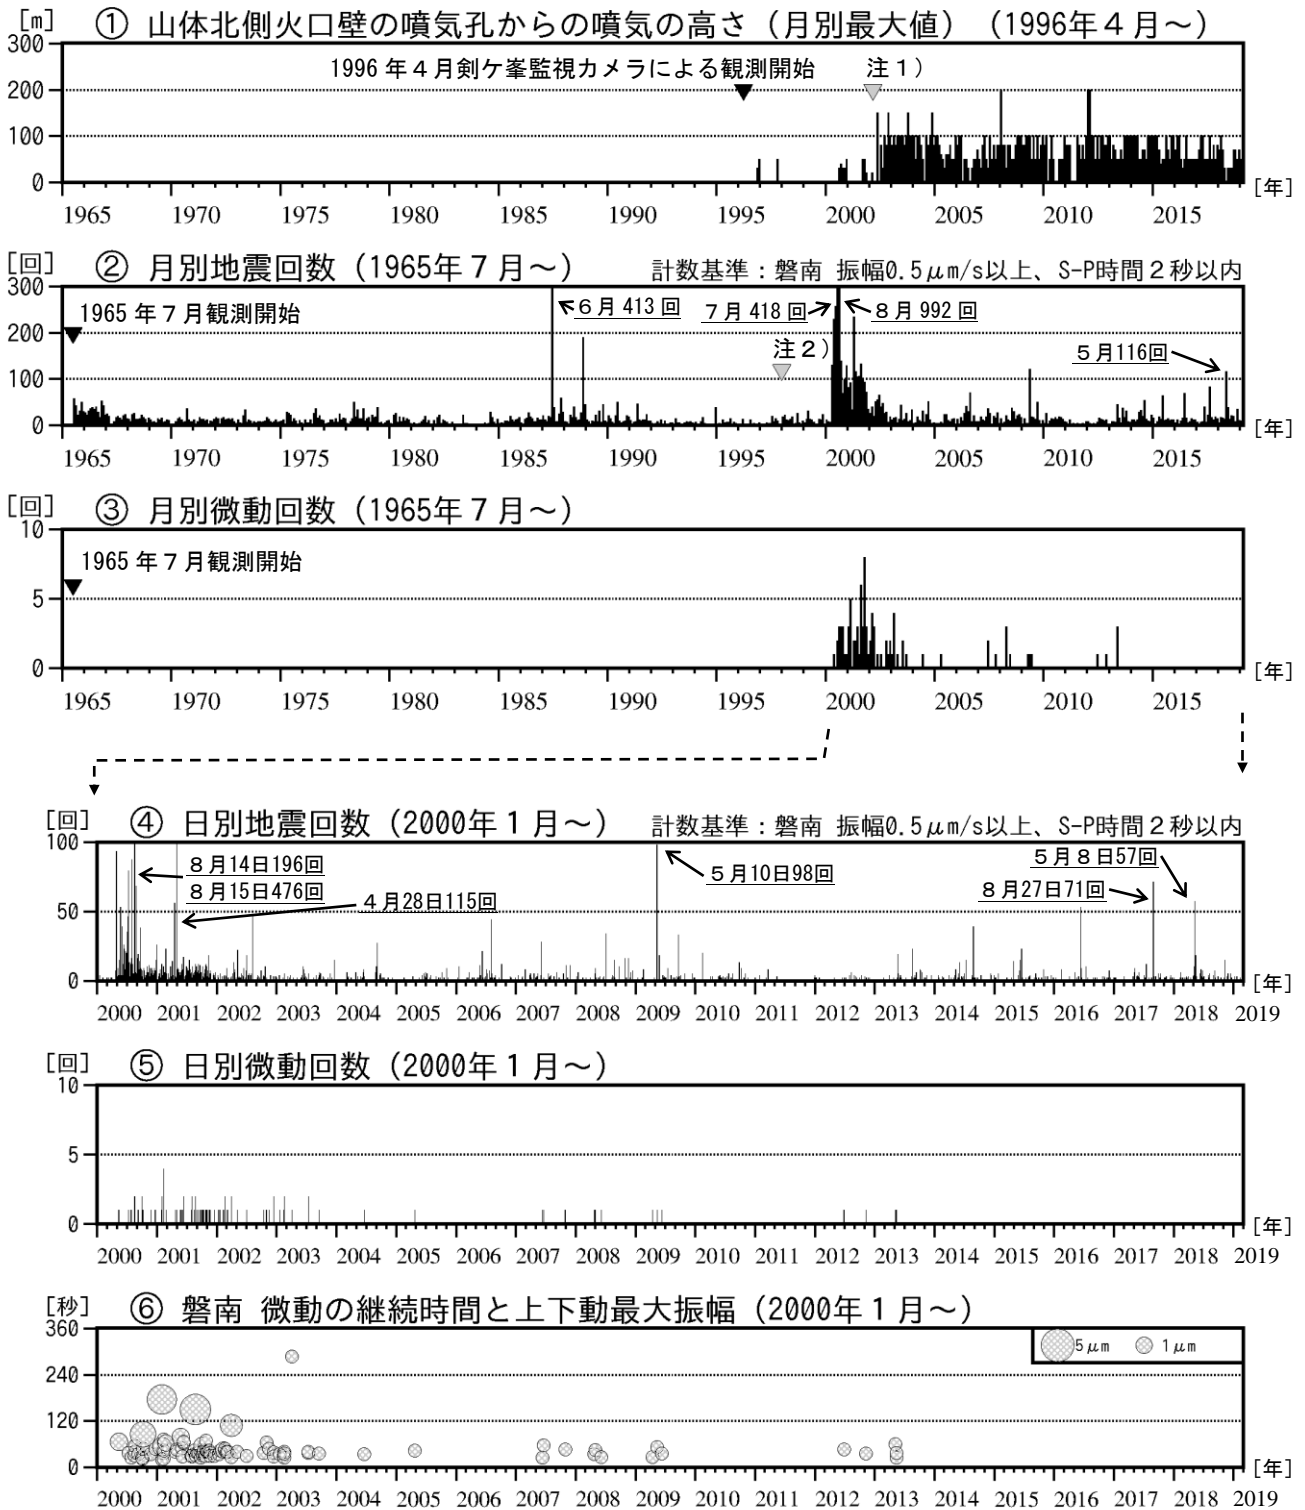 [m] ① 山体北側火口壁の噴気孔からの噴気の高さ（月別最大値）（1996年４月～）
300
1996 年４月剣ケ峯監視カメラによる観測開始 注１）
200
100
0
[年]
1965 1970 1975 1980 1985 1990 1995 2000 2005 2010 2015
[回] ② 月別地震回数（1965年７月～） 計数基準：磐南 振幅0.5μm/s以上、S-P時間２秒以内
300
1965 年７月観測開始 ６月 413 回 ７月 418 回 ８月 992 回
200
注２） ５月116回
100
0
[年]
1965 1970 1975 1980 1985 1990 1995 2000 2005 2010 2015
[回] ③ 月別微動回数（1965年７月～）
10
1965 年７月観測開始
5
0
[年]
1965 1970 1975 1980 1985 1990 1995 2000 2005 2010 2015
[回] ④ 日別地震回数（2000年１月～） 計数基準：磐南 振幅0.5μm/s以上、S-P時間２秒以内
100
８月14日196回 ５月10日98回 ５月８日57回
８月15日476回 ４月28日115回 ８月27日71回
50
0
[年]
2000 2001 2002 2003 2004 2005 2006 2007 2008 2009 2010 2011 2012 2013 2014 2015 2016 2017 2018 2019
[回] ⑤ 日別微動回数（2000年１月～）
10
5
0
[年]
2000 2001 2002 2003 2004 2005 2006 2007 2008 2009 2010 2011 2012 2013 2014 2015 2016 2017 2018 2019
[秒] ⑥ 磐南 微動の継続時間と上下動最大振幅（2000年１月～）
360
5μm 1μm
240
120
0
[年]
2000 2001 2002 2003 2004 2005 2006 2007 2008 2009 2010 2011 2012 2013 2014 2015 2016 2017 2018 2019